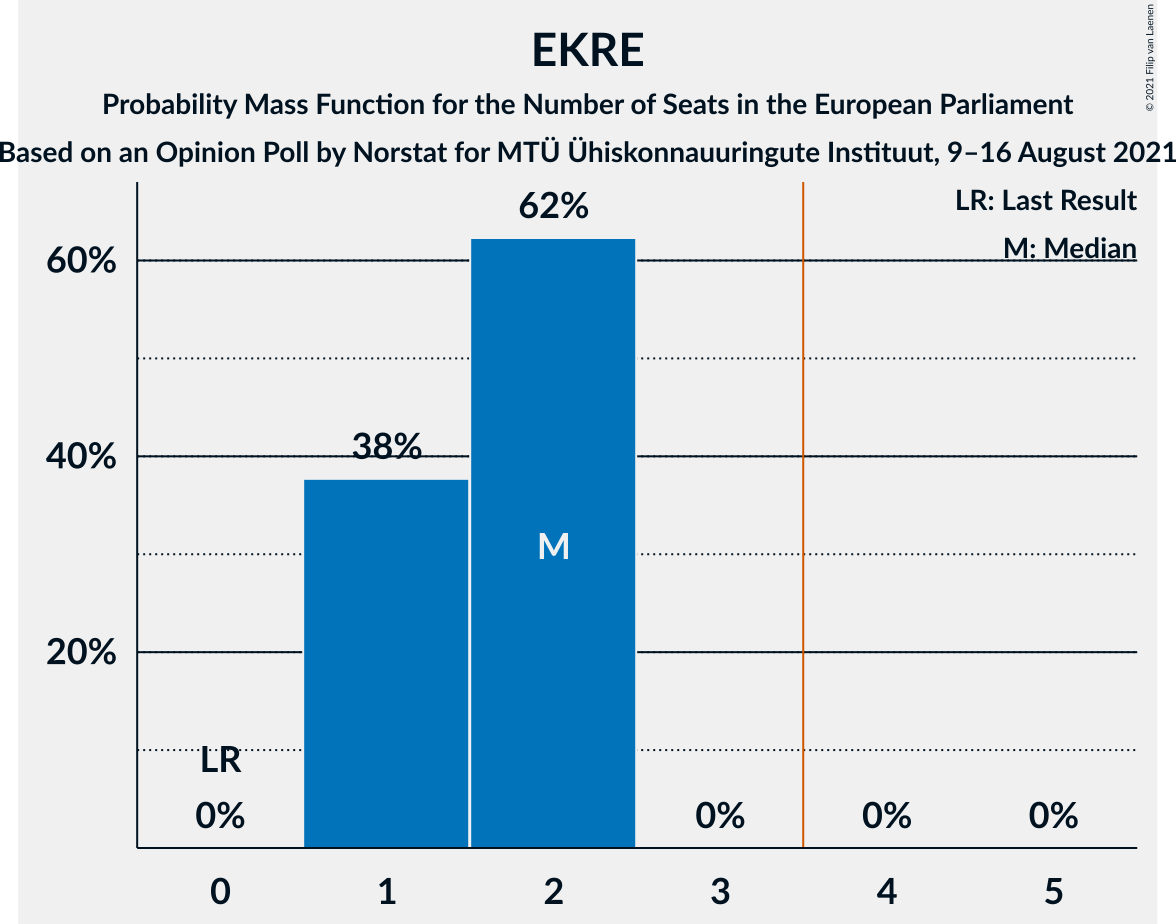 EKRE
Probability Mass Function for the Number of Seats in the European Parliament
Based on an Opinion Poll by Norstat for MTÜ Ühiskonnauuringute Instituut, 9–16 August 2021
© 2021 Filip van Laenen
LR: Last Result
M: Median
62%
60%
38%
40%
M
20%
LR
0%
0%
0%
0%
0
1
2
3
4
5